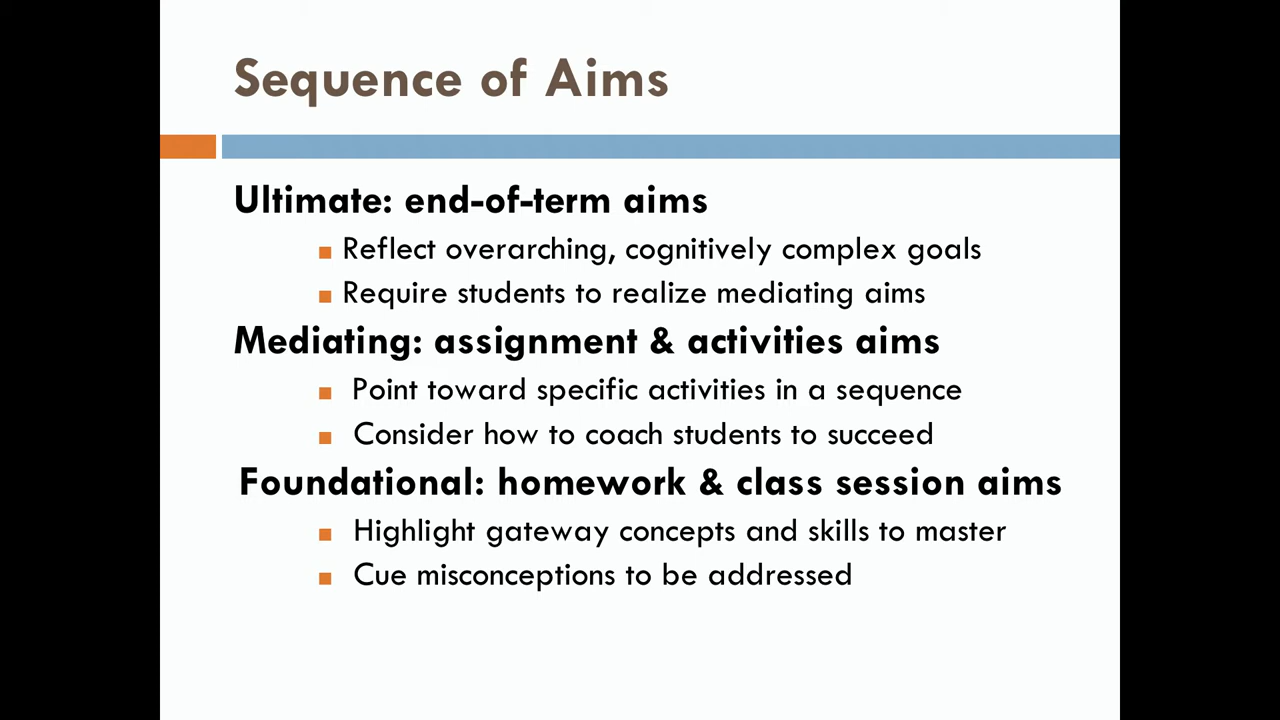 Sequence of Aims
Ultimate: end-of-term aims
Reflect overarching, cognitively complex goals
Require students to realize mediating aims
Mediating: assignment & activities aims
Point toward specific activities in a sequence
Consider how to coach students to succeed
Foundational: homework & class session aims
Highlight gateway concepts and skills to master
Cue misconceptions to be addressed